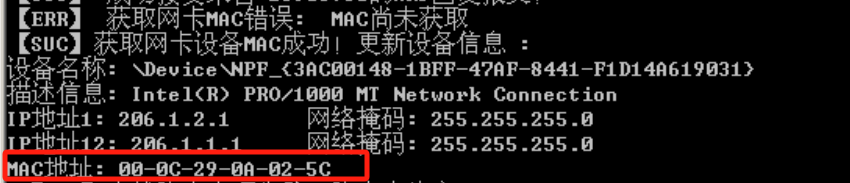 【ERR】 获取网卡MAC错误: MAC尚未获取
【SUC】 获取网卡设备MAC成功! 更新设备信息 :
设备名称: \Device\NPF_{3AC00148-1BFF-47AF-8441-F1D14A619031}
描述信息: Intel(R) PRO/1000 MT Network Connection
IP地址1: 206.1.2.1 网络掩码: 255.255.255.0
IP地址12: 206.1.1.1 网络掩码: 255.255.255.0
MAC地址: 00-0C-29-0A-02-5C